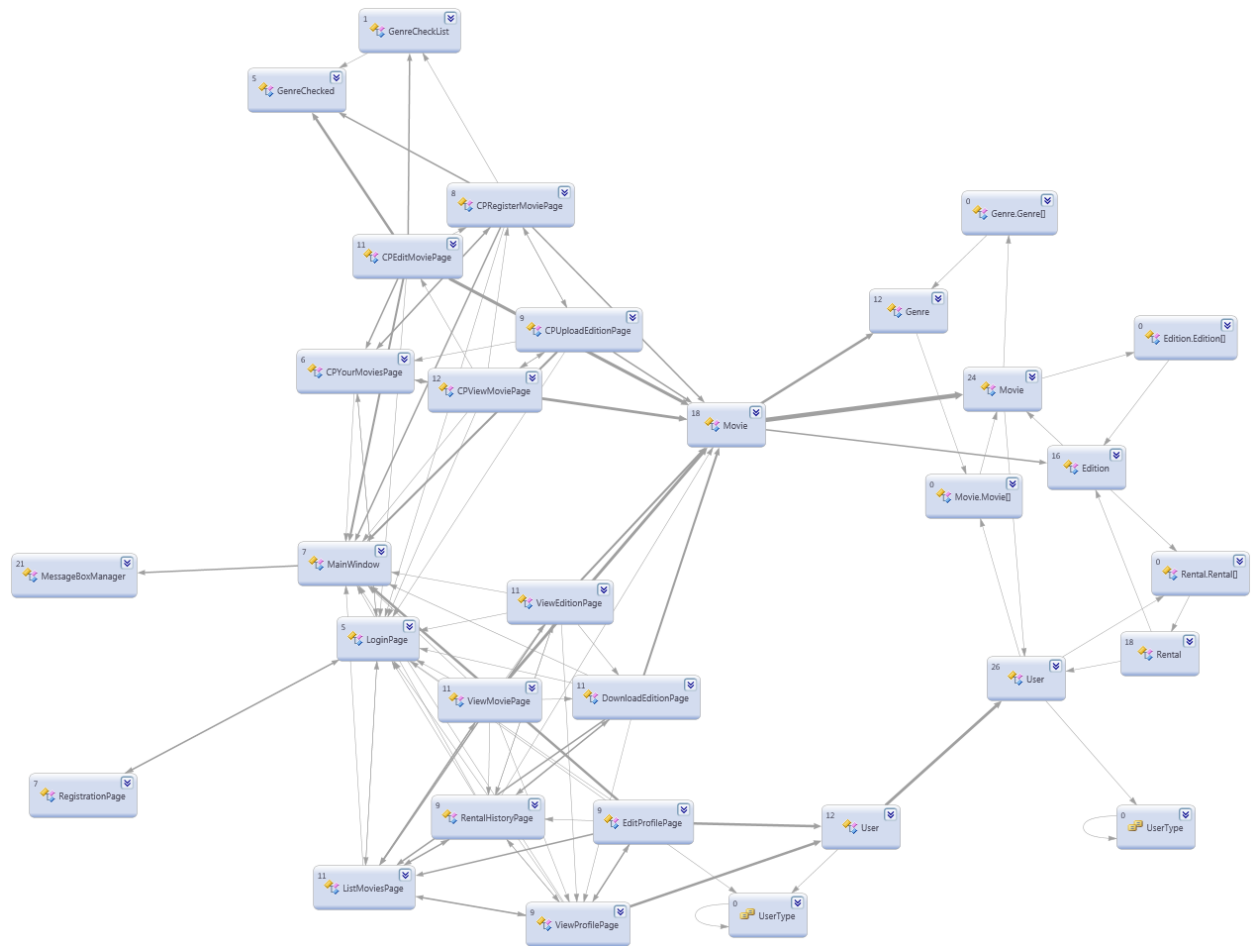 1
GenreCheckList
5
GenreChecked
8
CPRegisterMoviePage
0
Genre.Genre[]
11
CPEditMoviePage
12
Genre
9
CPUploadEditionPage
0
Edition.Edition[]
6
CPYourMoviesPage
12
CPViewMoviePage
24
Movie
18
Movie
16
Edition
0
Movie.Movie[]
7
MainWindow
21
MessageBoxManager
0
Rental.Rental[]
11
ViewEditionPage
5
LoginPage
18
Rental
26
User
11
ViewMoviePage
11
DownloadEditionPage
7
RegistrationPage
9
RentalHistoryPage
9
EditProfilePage
12
User
0
UserType
11
ListMoviesPage
9
ViewProfilePage
0
UserType